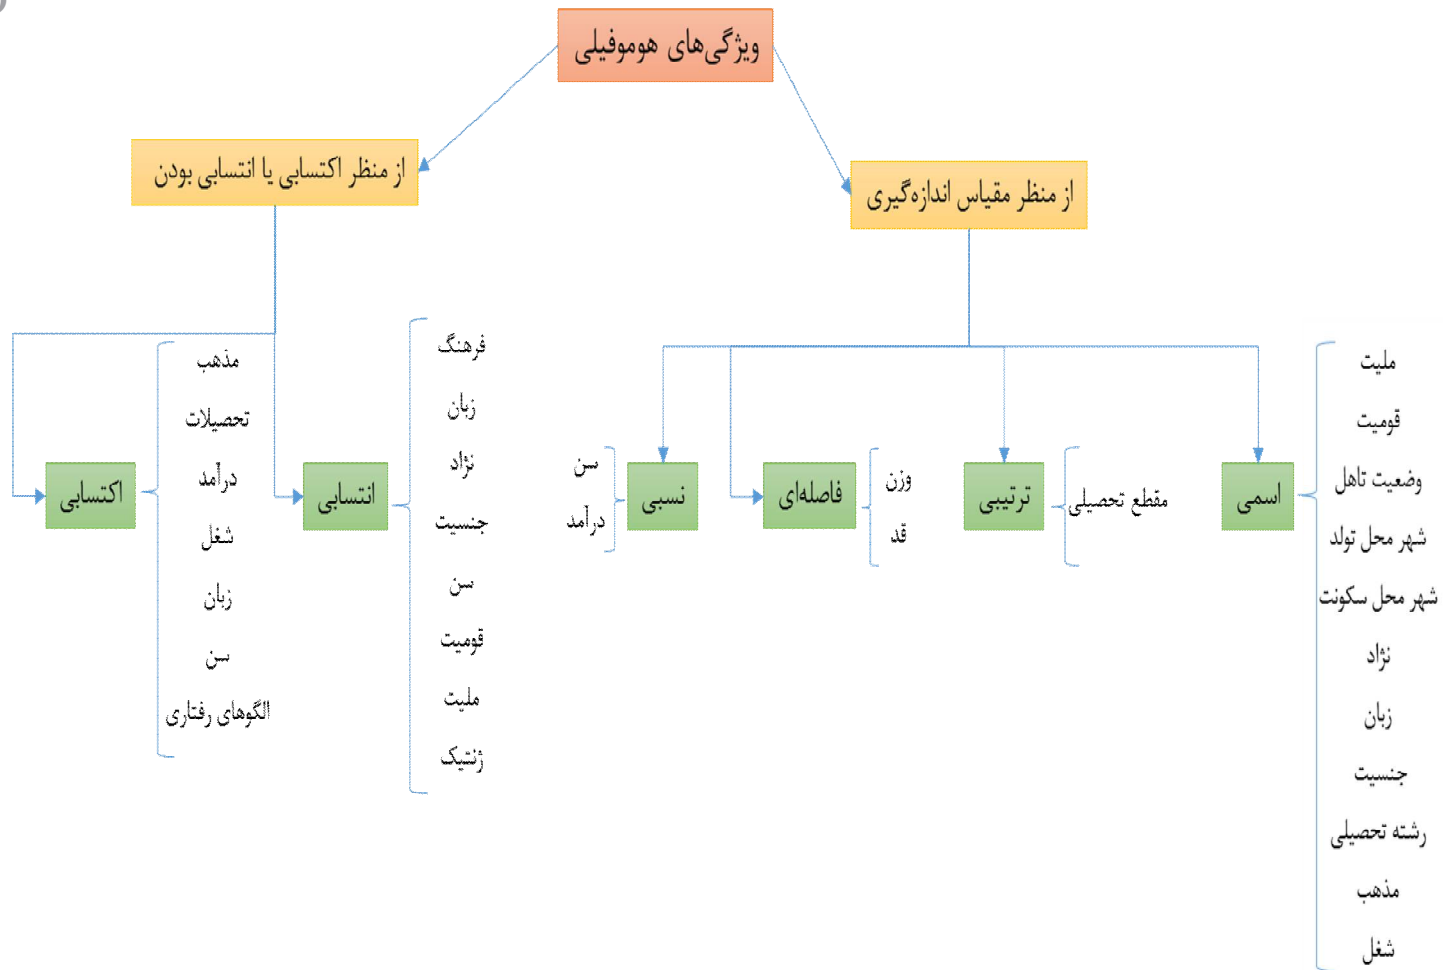 ویژگی‌های هوموفیلی
از منظر مقیاس اندازه‌گیری
اسمی
ملیت
قومیت
وضعیت تاهل
شهر محل تولد
شهر محل سکونت
نژاد
زبان
جنسیت
رشته تحصیلی
مذهب
شغل
ترتیبی
مقطع تحصیلی
فاصله‌ای
وزن
قد
نسبی
سن
درآمد
از منظر اکتسابی یا انتسابی بودن
انتسابی
فرهنگ
زبان
نژاد
جنسیت
سن
قومیت
ملیت
ژنتیک
اکتسابی
مذهب
تحصیلات
درآمد
شغل
زبان
سن
الگوهای رفتاری